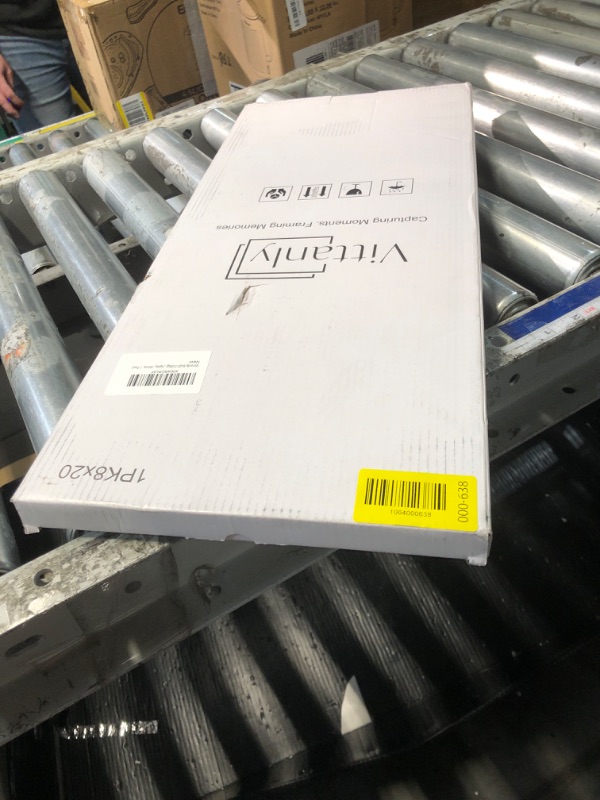 Vittanly
Capturing Moments. Framing Memories
1PK8x20
1004000638
000-638